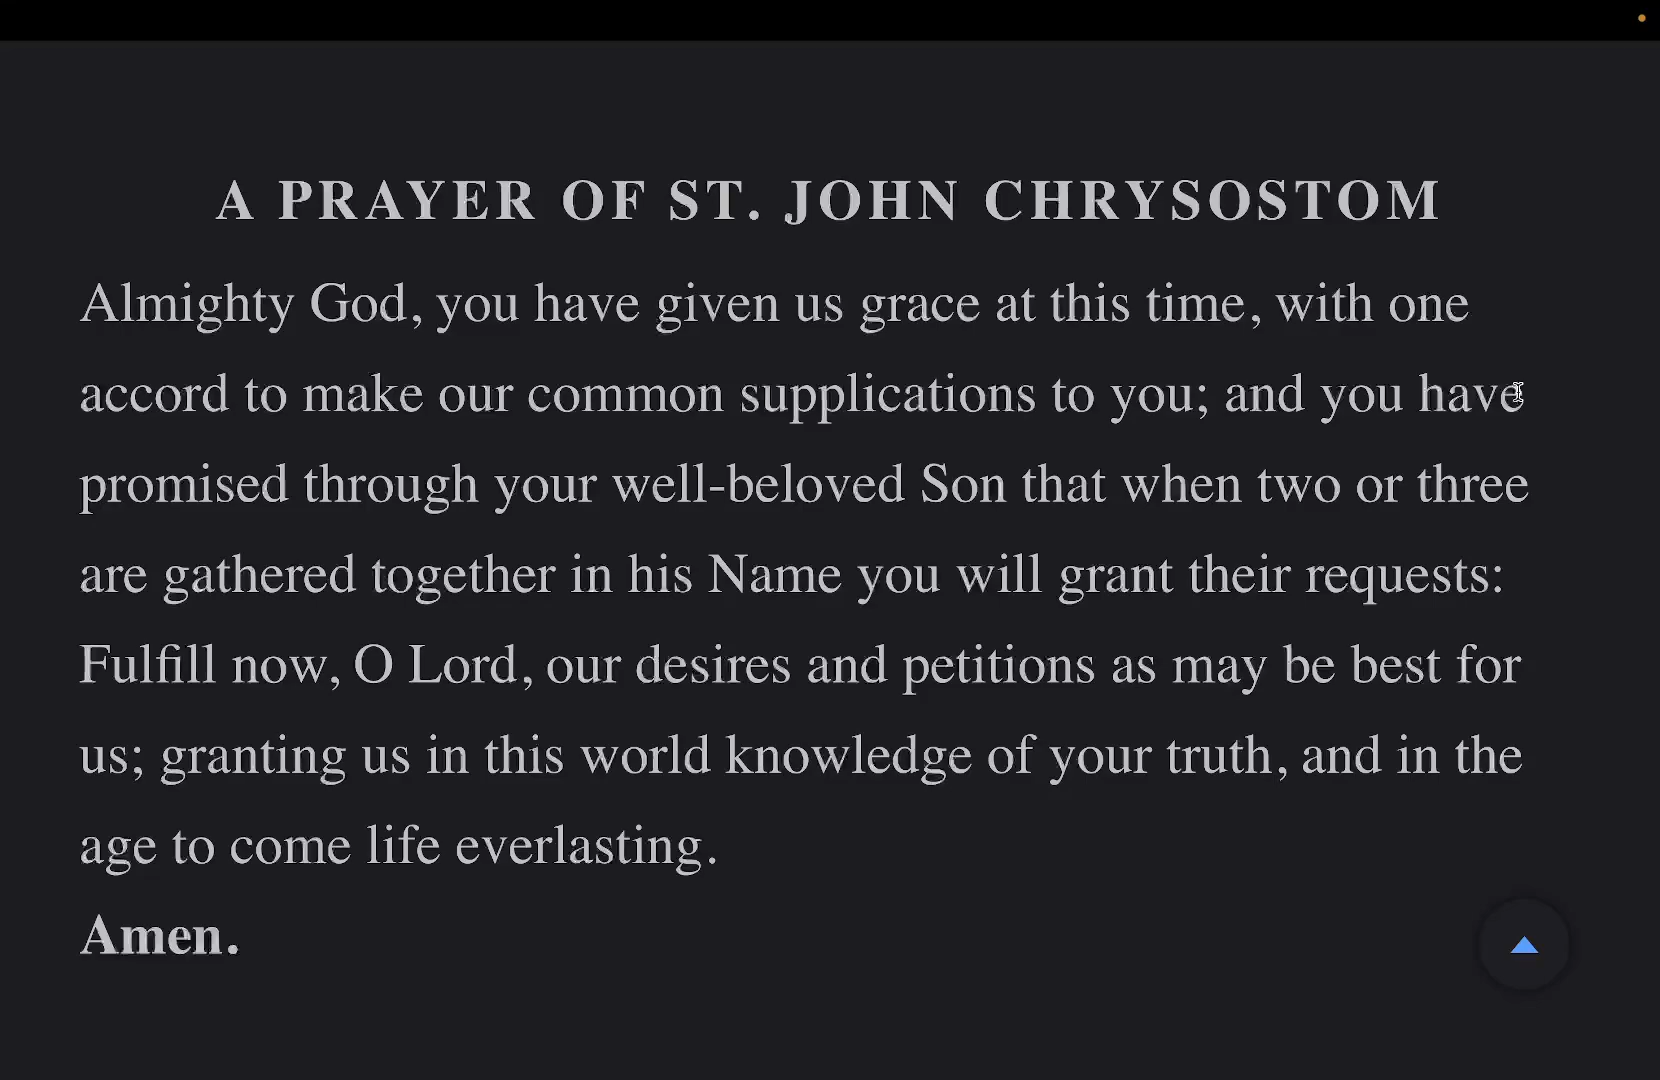 A PRAYER OF ST. JOHN CHRYSOSTOM
Almighty God, you have given us grace at this time, with one
accord to make our common supplications to you; and you have
promised through your well-beloved Son that when two or three
are gathered together in his Name you will grant their requests:
Fulfill now, O Lord, our desires and petitions as may be best for
us; granting us in this world knowledge of your truth, and in the
age to come life everlasting.
Amen.